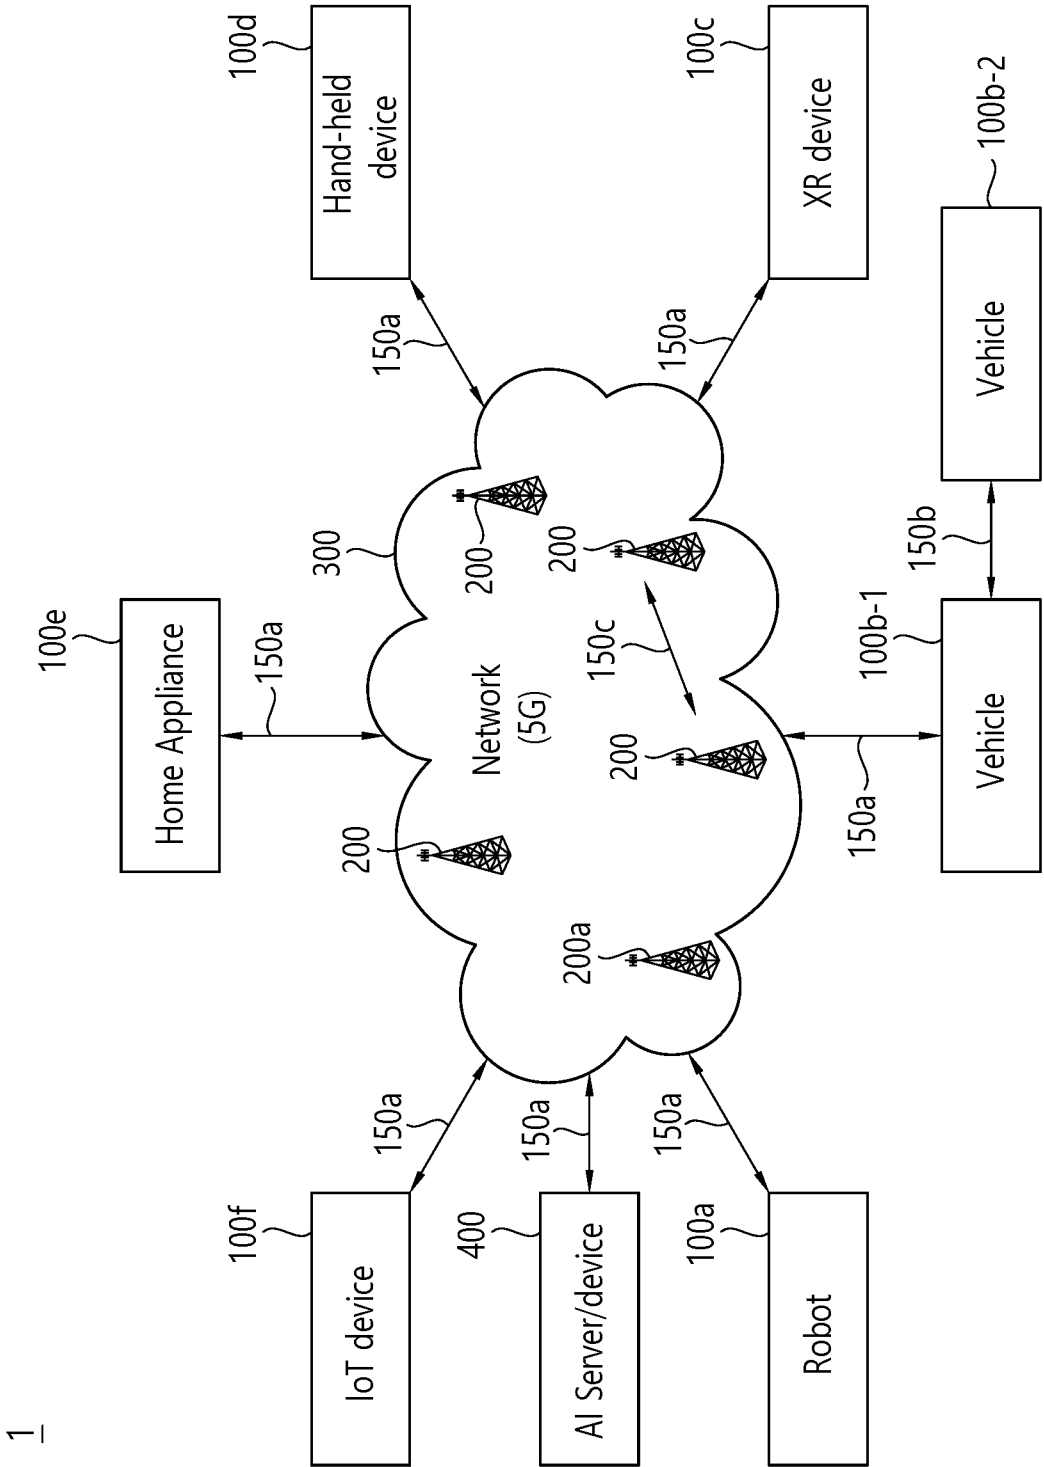 1
100e
Home Appliance
150a
100f
IoT device
150a
100d
Hand-held
device
150a
300
200
200
Network
(5G)
400
AI Server/device
150a
200a
200
150c
200
100a
Robot
150a
100c
XR device
150a
150a
100b-1
Vehicle
150b
100b-2
Vehicle